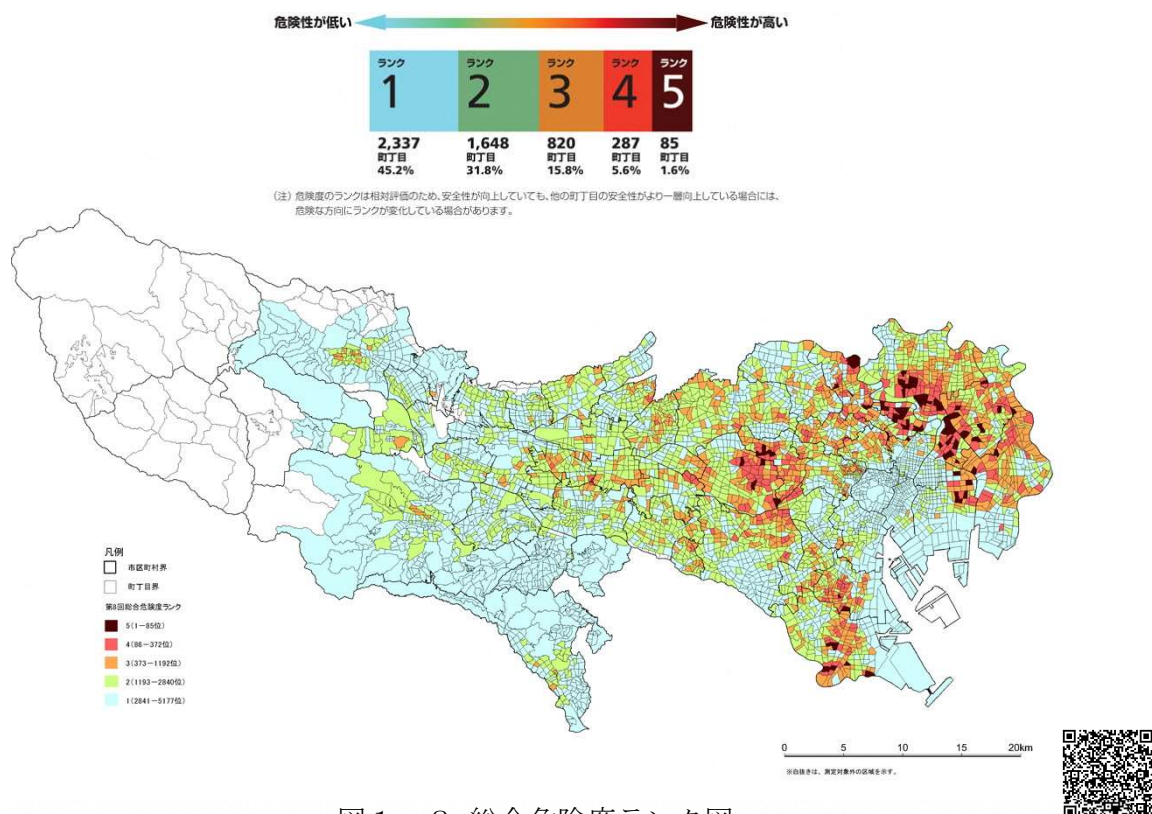 危険性が低い 危険性が高い
ランク ランク ランク ランク ランク
1 2 3 4 5
2,337 1,648 820 287 85
町丁目 町丁目 町丁目 町丁目 町丁目
45.2% 31.8% 15.8% 5.6% 1.6%
(注) 危険度のランクは相対評価のため、安全性が向上していても、他の町丁目の安全性がより一層向上している場合には、
危険な方向にランクが変化している場合があります。
凡例
市区町村界
町丁目界
第8回総合危険度ランク
5(1-85位)
4(86-372位)
3(373-1192位)
2(1193-2840位)
1(2841-5177位)
0 5 10 15 20km
※白抜きは、測定対象外の区域を示す。